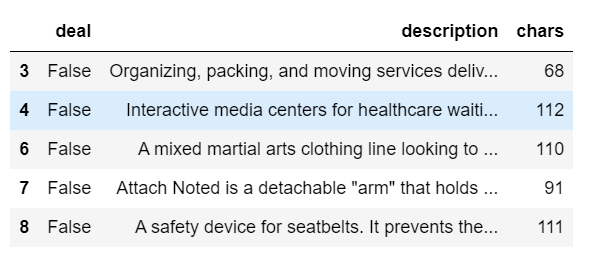 deal description chars
3 False Organizing, packing, and moving services deliv... 68
4 False Interactive media centers for healthcare waiti... 112
6 False A mixed martial arts clothing line looking to ... 110
7 False Attach Noted is a detachable "arm" that holds ... 91
8 False A safety device for seatbelts. It prevents the... 111